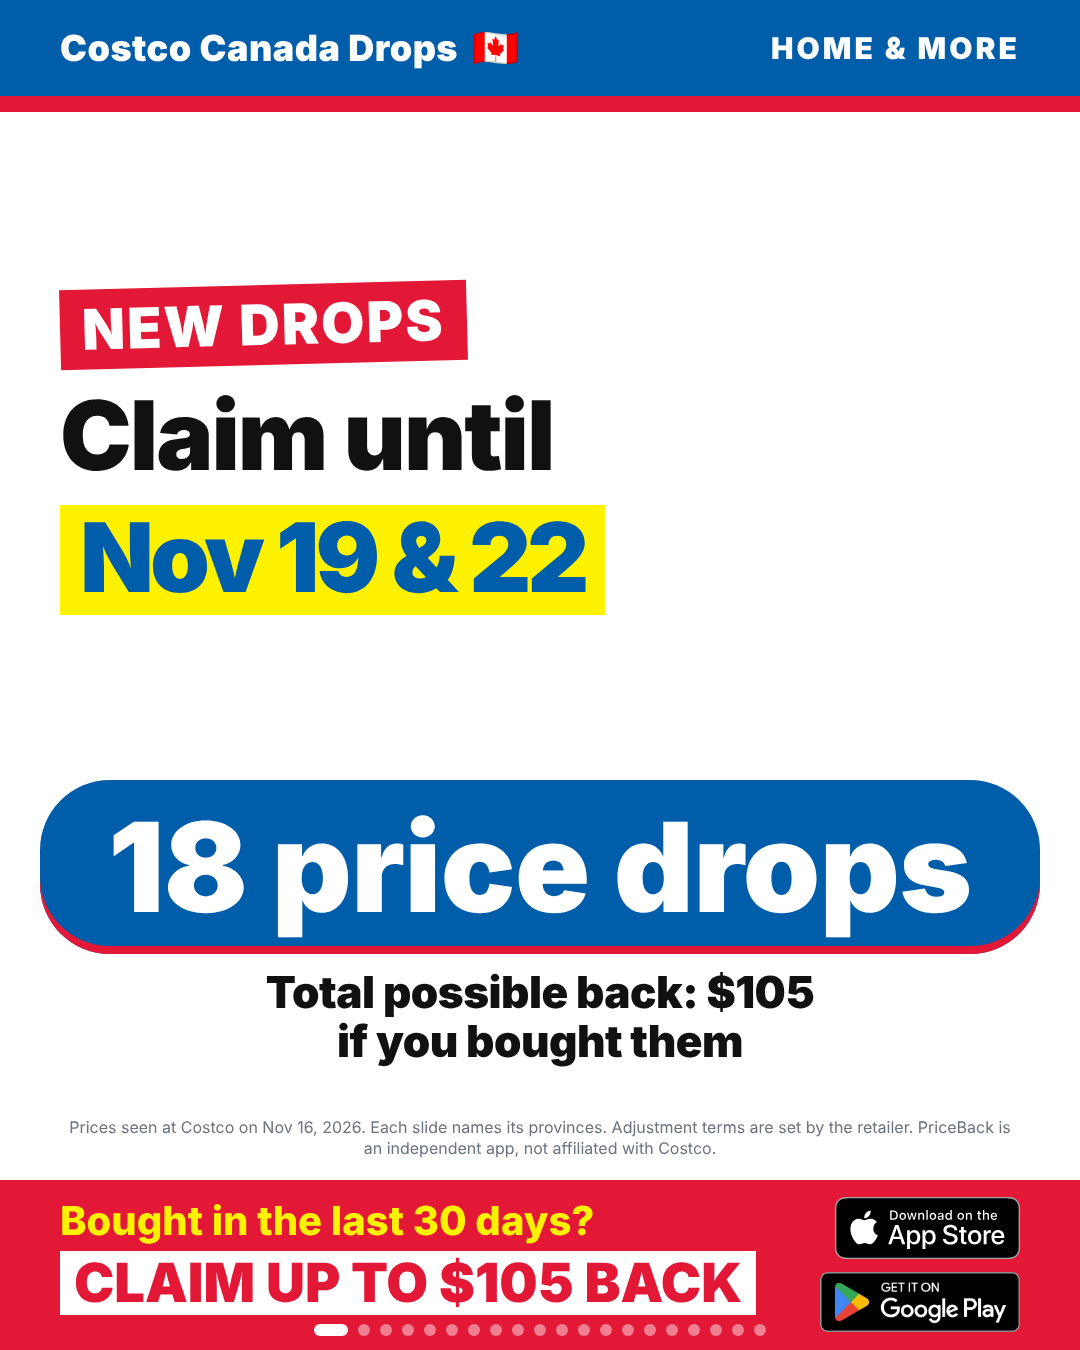 Costco Canada Drops 🇨🇦
HOME & MORE
NEW DROPS
Claim until
Nov 19 & 22
18 price drops
Total possible back: $105
if you bought them
Prices seen at Costco on Nov 16, 2026. Each slide names its provinces. Adjustment terms are set by the retailer. PriceBack is
an independent app, not affiliated with Costco.
Bought in the last 30 days?
CLAIM UP TO $105 BACK
Download on the
App Store
GET IT ON
Google Play